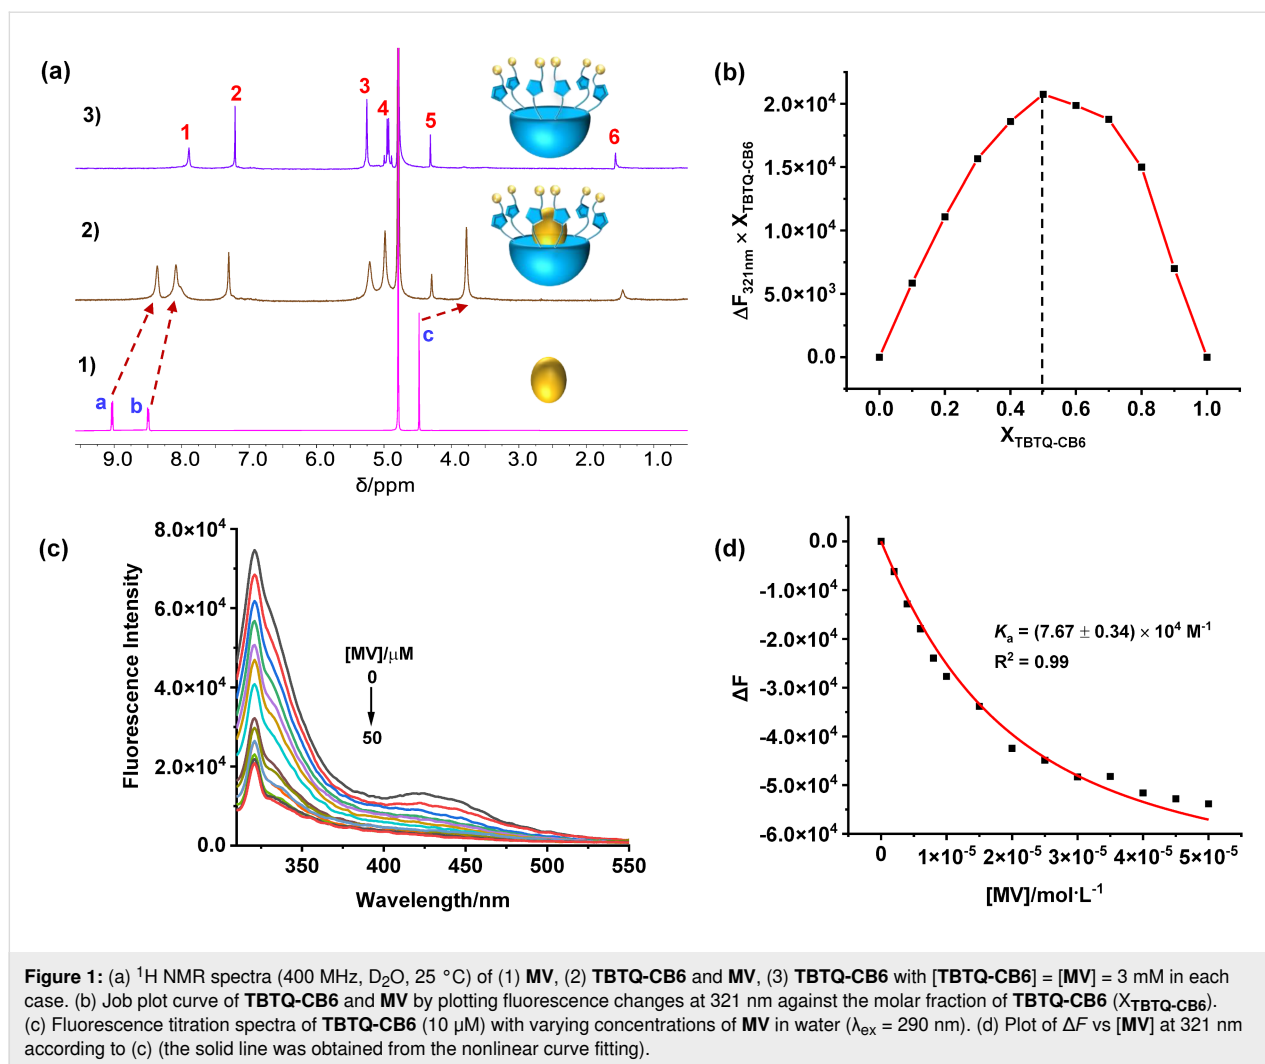 (a)
3)
1
2
3
4
5
6
2)
1)
a
b
c
9.0 8.0 7.0 6.0 5.0 4.0 3.0 2.0 1.0
δ/ppm
(b)
ΔF321nm × XTBTQ-CB6
2.0×10⁴
1.5×10⁴
1.0×10⁴
5.0×10³
0.0
0.0 0.2 0.4 0.6 0.8 1.0
XTBTQ-CB6
(c)
Fluorescence Intensity
8.0×10⁴
6.0×10⁴
4.0×10⁴
2.0×10⁴
0.0
[MV]/μM
0
50
350 400 450 500 550
Wavelength/nm
(d)
ΔF
0.0
-1.0×10⁴
-2.0×10⁴
-3.0×10⁴
-4.0×10⁴
-5.0×10⁴
-6.0×10⁴
Ka = (7.67 ± 0.34) × 10⁴ M⁻¹
R² = 0.99
0 1×10⁻⁵ 2×10⁻⁵ 3×10⁻⁵ 4×10⁻⁵ 5×10⁻⁵
[MV]/mol·L⁻¹
Figure 1: (a) ¹H NMR spectra (400 MHz, D₂O, 25 °C) of (1) MV, (2) TBTQ-CB6 and MV, (3) TBTQ-CB6 with [TBTQ-CB6] = [MV] = 3 mM in each
case. (b) Job plot curve of TBTQ-CB6 and MV by plotting fluorescence changes at 321 nm against the molar fraction of TBTQ-CB6 (XTBTQ-CB6).
(c) Fluorescence titration spectra of TBTQ-CB6 (10 µM) with varying concentrations of MV in water (λex = 290 nm). (d) Plot of ΔF vs [MV] at 321 nm
according to (c) (the solid line was obtained from the nonlinear curve fitting).